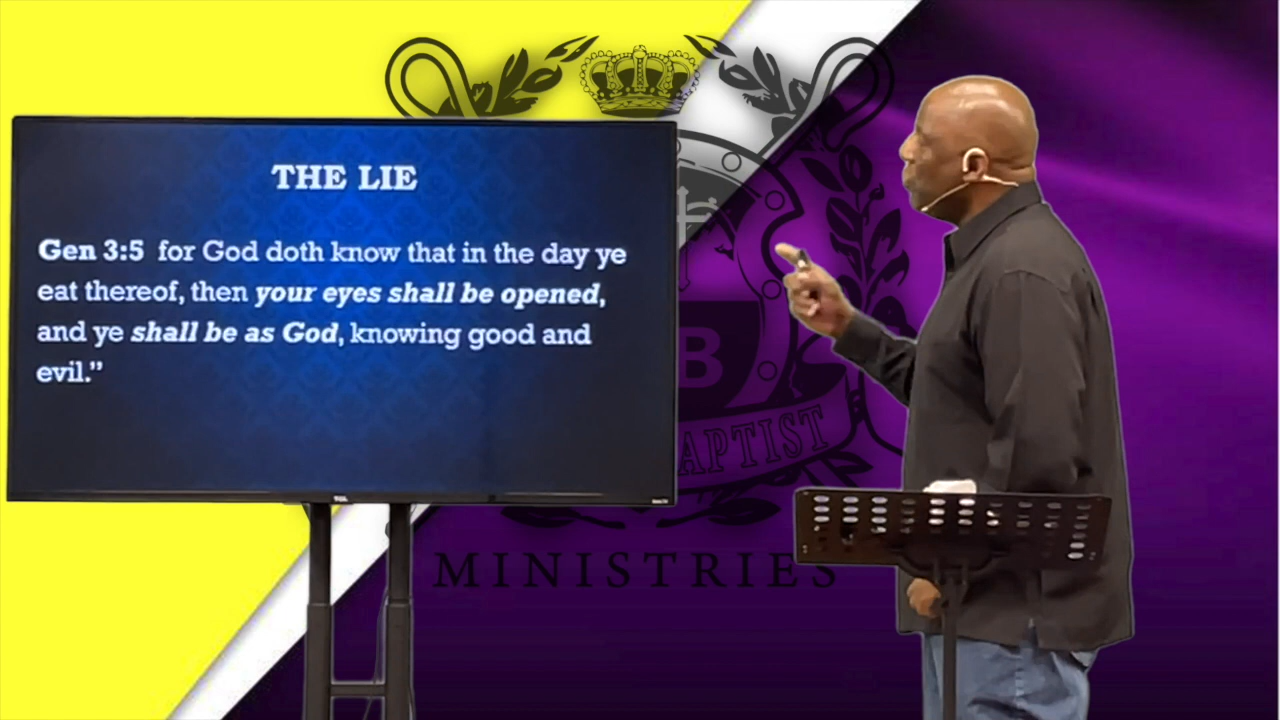 THE LIE
Gen 3:5 for God doth know that in the day ye
eat thereof, then your eyes shall be opened,
and ye shall be as God, knowing good and
evil.”
TCL
B
APTIST
MINISTRIES